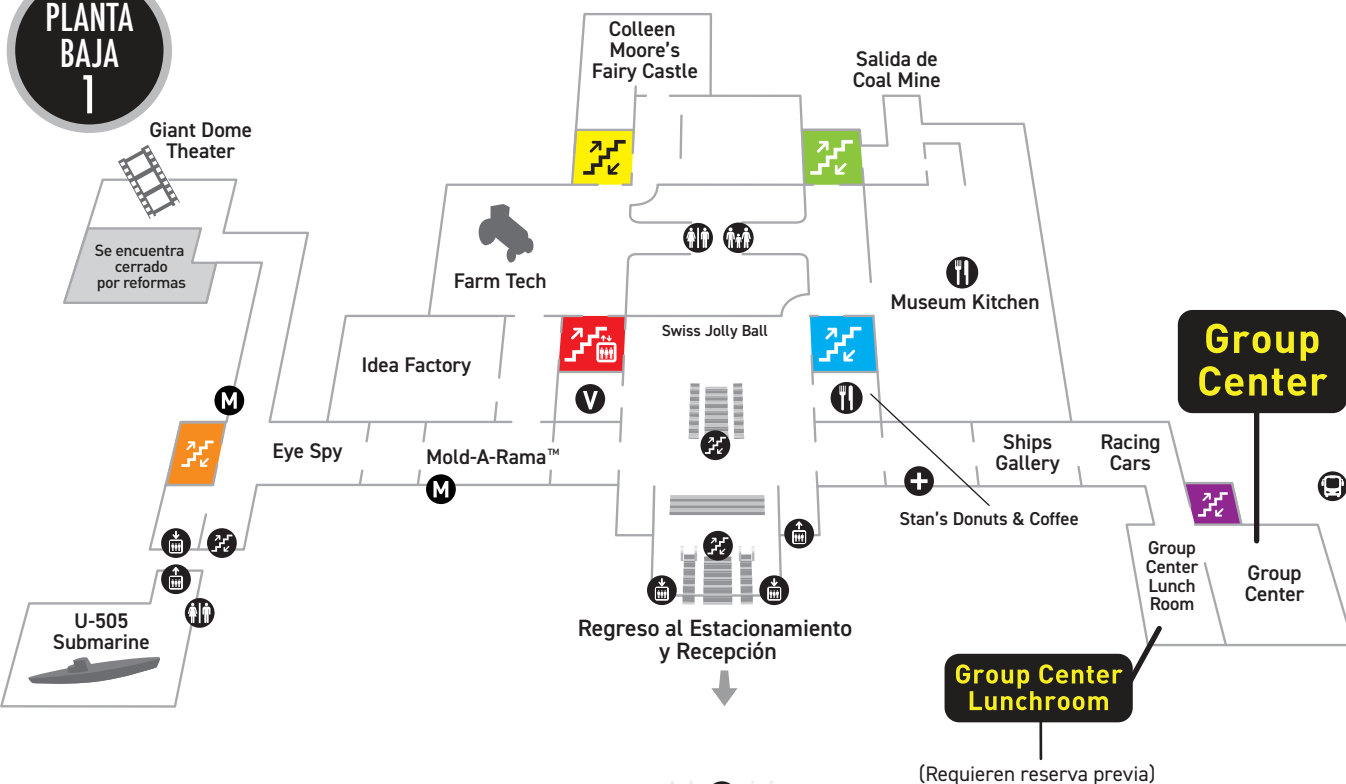 PLANTA
BAJA
1
Colleen
Moore's
Fairy Castle
Salida de
Coal Mine
Giant Dome
Theater
Se encuentra
cerrado
por reformas
Farm Tech
Museum Kitchen
Swiss Jolly Ball
Idea Factory
Group
Center
M
V
Eye Spy
Mold-A-Rama™
M
Ships
Gallery
Racing
Cars
Stan's Donuts & Coffee
Group
Center
Lunch
Room
Group
Center
U-505
Submarine
Regreso al Estacionamiento
y Recepción
Group Center
Lunchroom
(Requieren reserva previa)